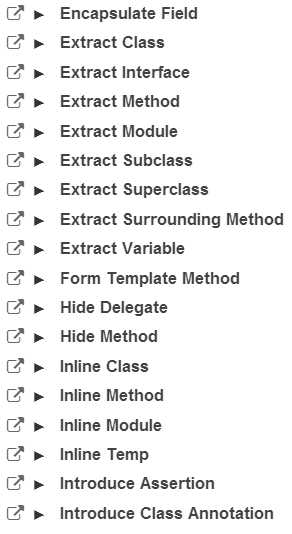 Encapsulate Field
Extract Class
Extract Interface
Extract Method
Extract Module
Extract Subclass
Extract Superclass
Extract Surrounding Method
Extract Variable
Form Template Method
Hide Delegate
Hide Method
Inline Class
Inline Method
Inline Module
Inline Temp
Introduce Assertion
Introduce Class Annotation